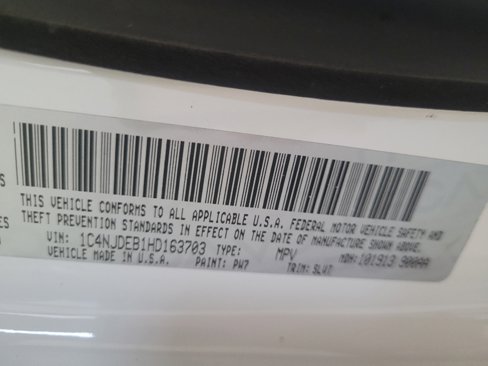 THIS VEHICLE CONFORMS TO ALL APPLICABLE U.S.A. FEDERAL MOTOR VEHICLE SAFETY AND
THEFT PREVENTION STANDARDS IN EFFECT ON THE DATE OF MANUFACTURE SHOWN ABOVE.
VIN: 1C4NJDEB1HD163703 TYPE: MPV MDH:
VEHICLE MADE IN U.S.A. PAINT: PW7 TRIM: